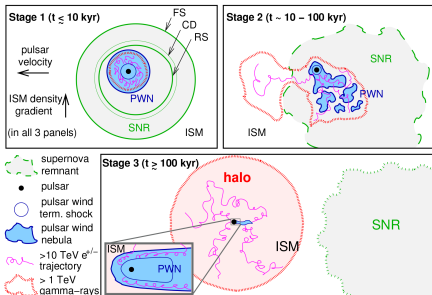 Stage 1 (t ≲ 10 kyr)
FS
CD
RS
pulsar
velocity
ISM density
gradient
(in all 3 panels)
PWN
SNR
ISM
Stage 2 (t ~ 10 – 100 kyr)
SNR
PWN
ISM
supernova
remnant
pulsar
pulsar wind
term. shock
pulsar wind
nebula
>10 TeV e+/−
trajectory
> 1 TeV
gamma−rays
Stage 3 (t ≳ 100 kyr)
halo
ISM
SNR
ISM
PWN